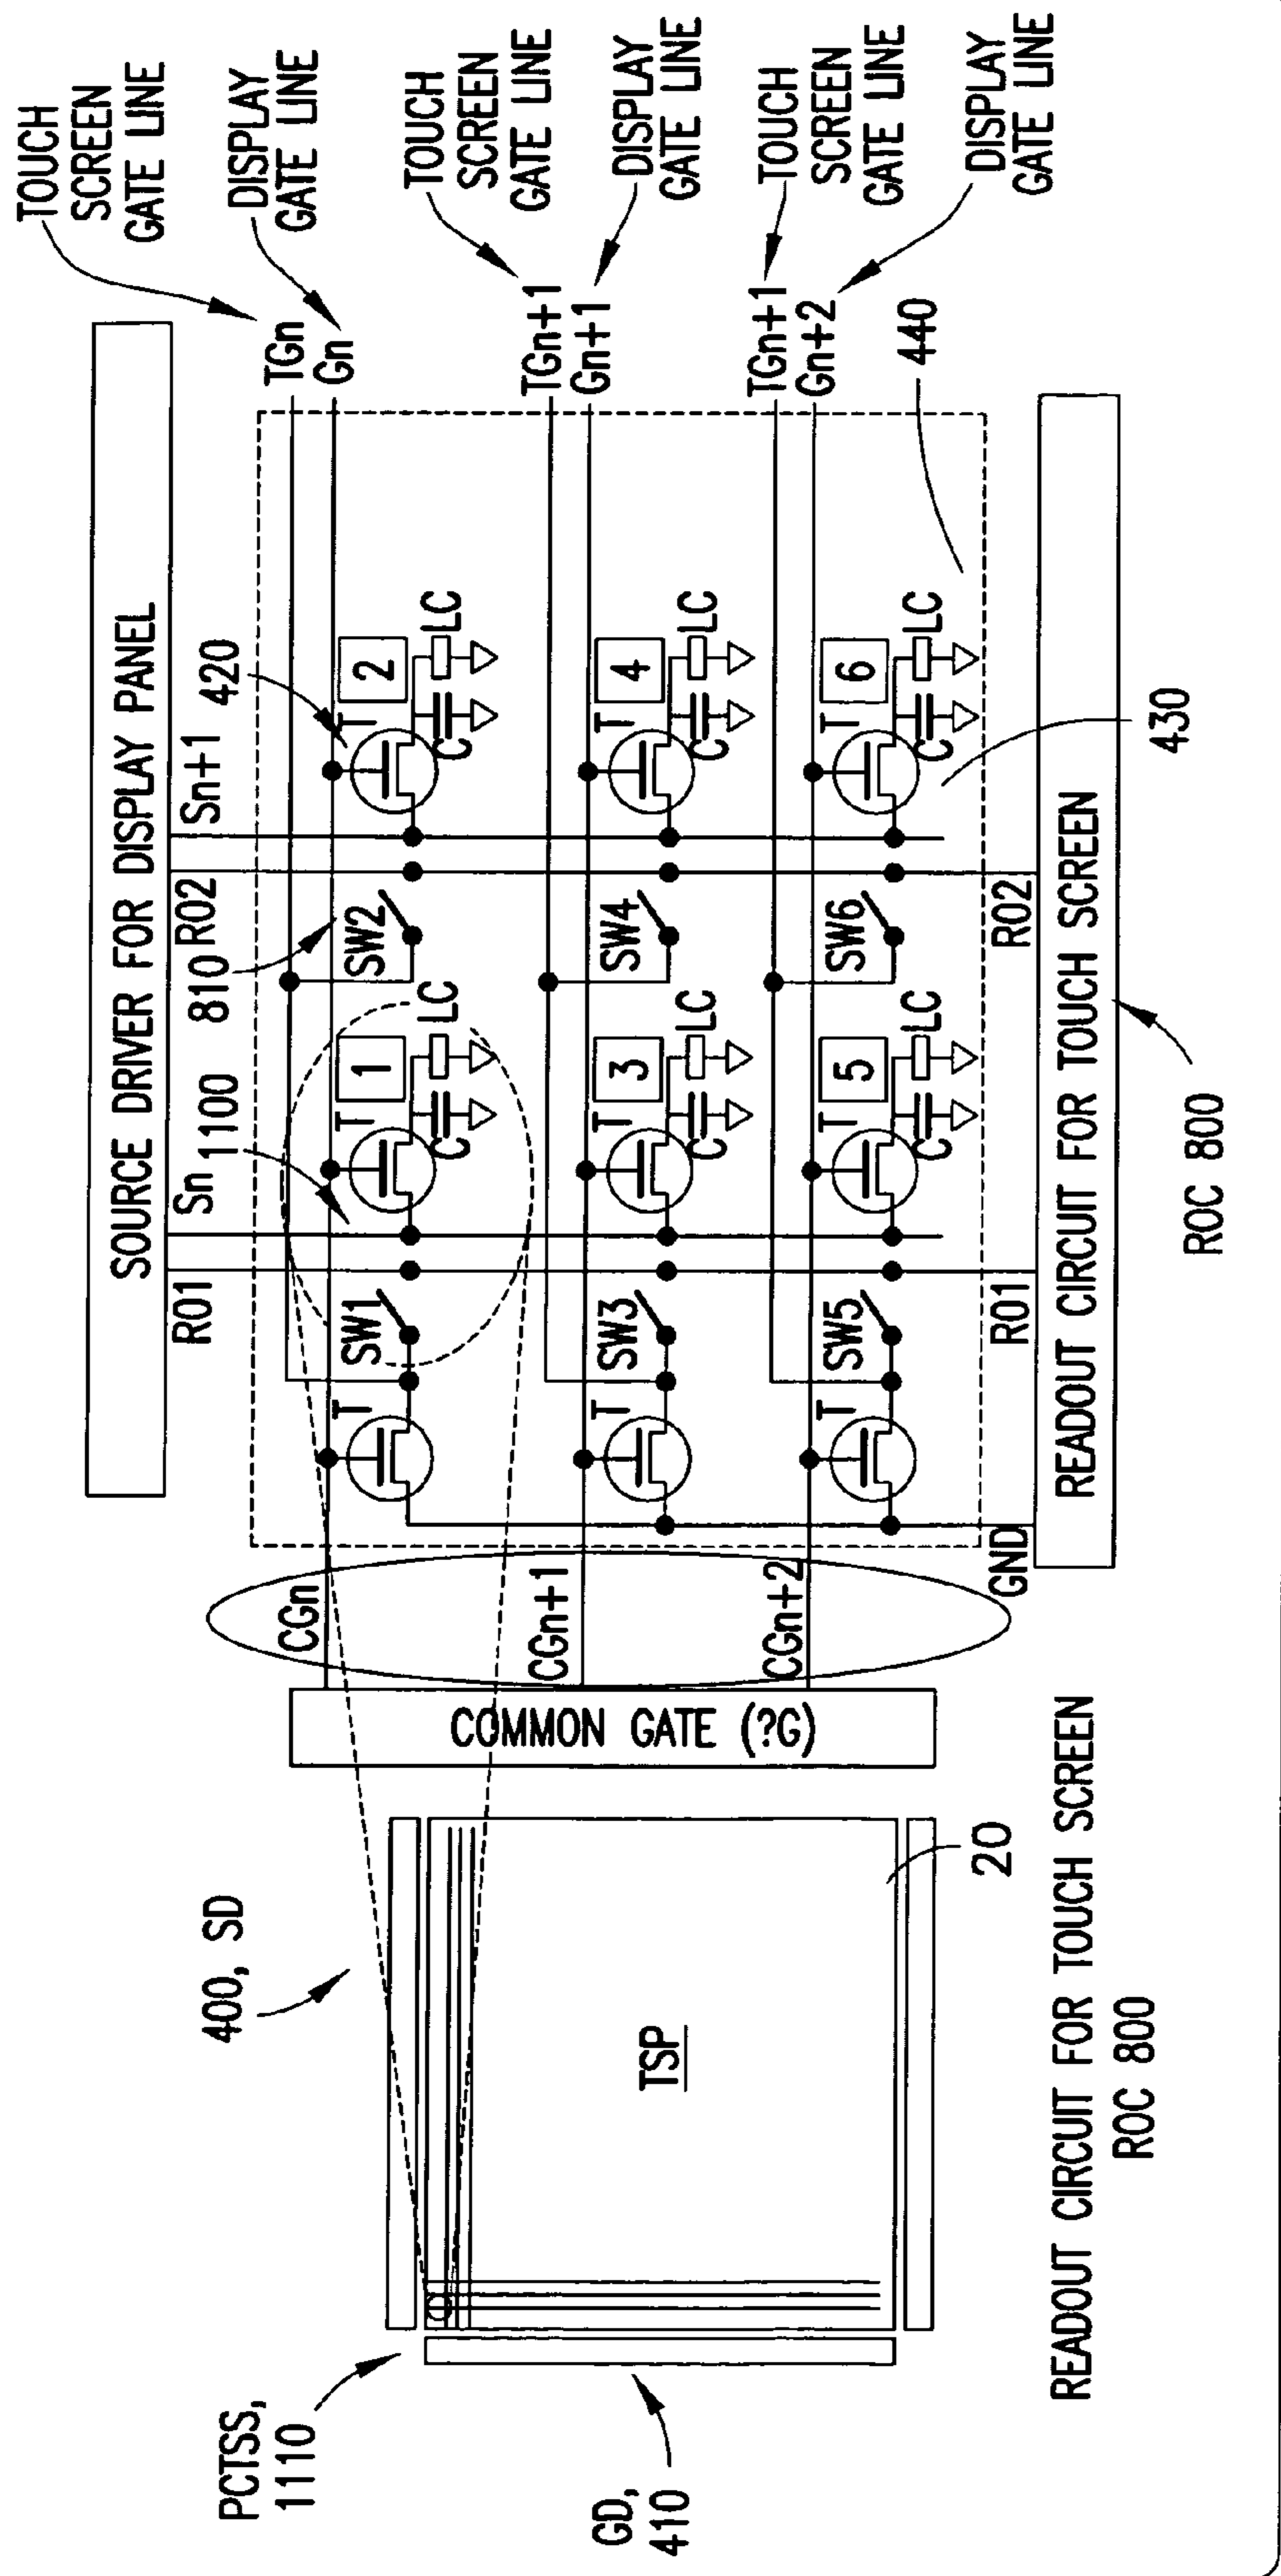 TOUCH
SCREEN
GATE LINE
DISPLAY
GATE LINE
TOUCH
SCREEN
GATE LINE
DISPLAY
GATE LINE
TOUCH
SCREEN
GATE LINE
DISPLAY
GATE LINE
TGn
Gn
TGn+1
Gn+1
TGn+1
Gn+2
440
SOURCE DRIVER FOR DISPLAY PANEL
R01
Sn
1100
810
R02
Sn+1
420
CGn
T
SW1
T
1
C
LC
SW2
T
2
C
LC
CGn+1
T
SW3
T
3
C
LC
SW4
T
4
C
LC
CGn+2
T
SW5
T
5
C
LC
SW6
T
6
C
LC
GND
R01
R02
READOUT CIRCUIT FOR TOUCH SCREEN
430
ROC 800
COMMON GATE (?G)
400, SD
PCTSS,
1110
GD,
410
TSP
20
READOUT CIRCUIT FOR TOUCH SCREEN
ROC 800